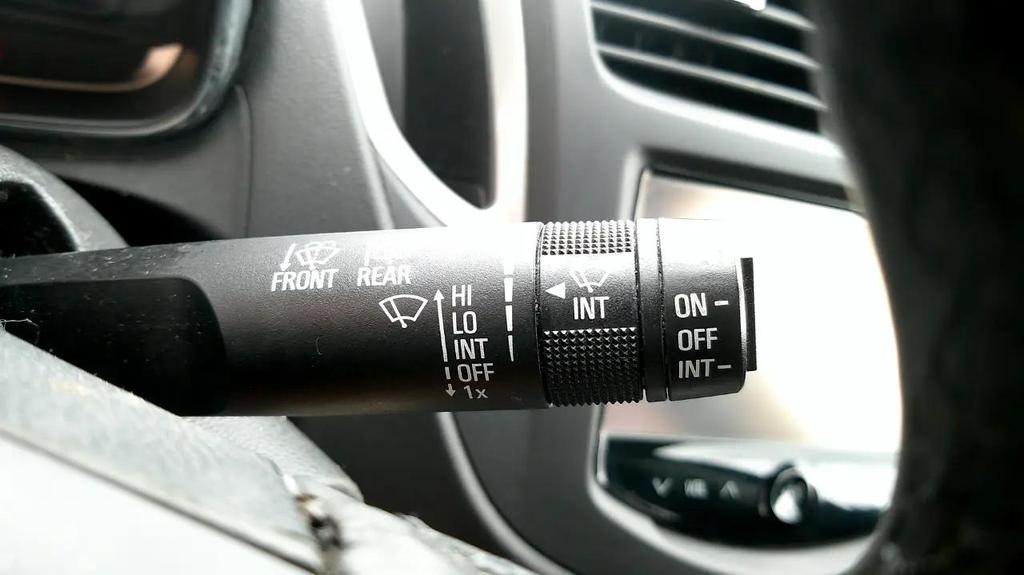 FRONT REAR
HI
LO
INT
OFF
1x
INT
ON
OFF
INT